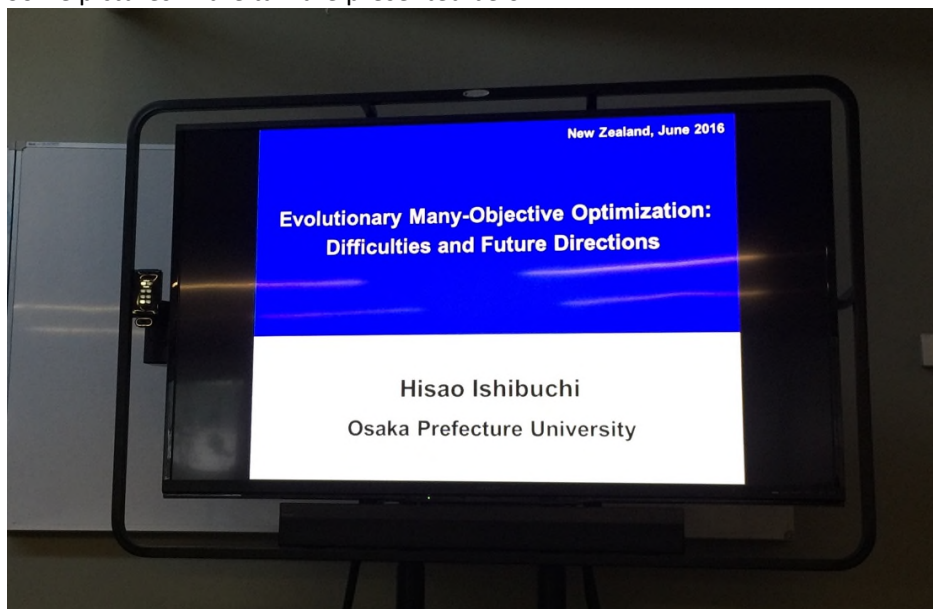 New Zealand, June 2016
Evolutionary Many-Objective Optimization:
Difficulties and Future Directions
Hisao Ishibuchi
Osaka Prefecture University